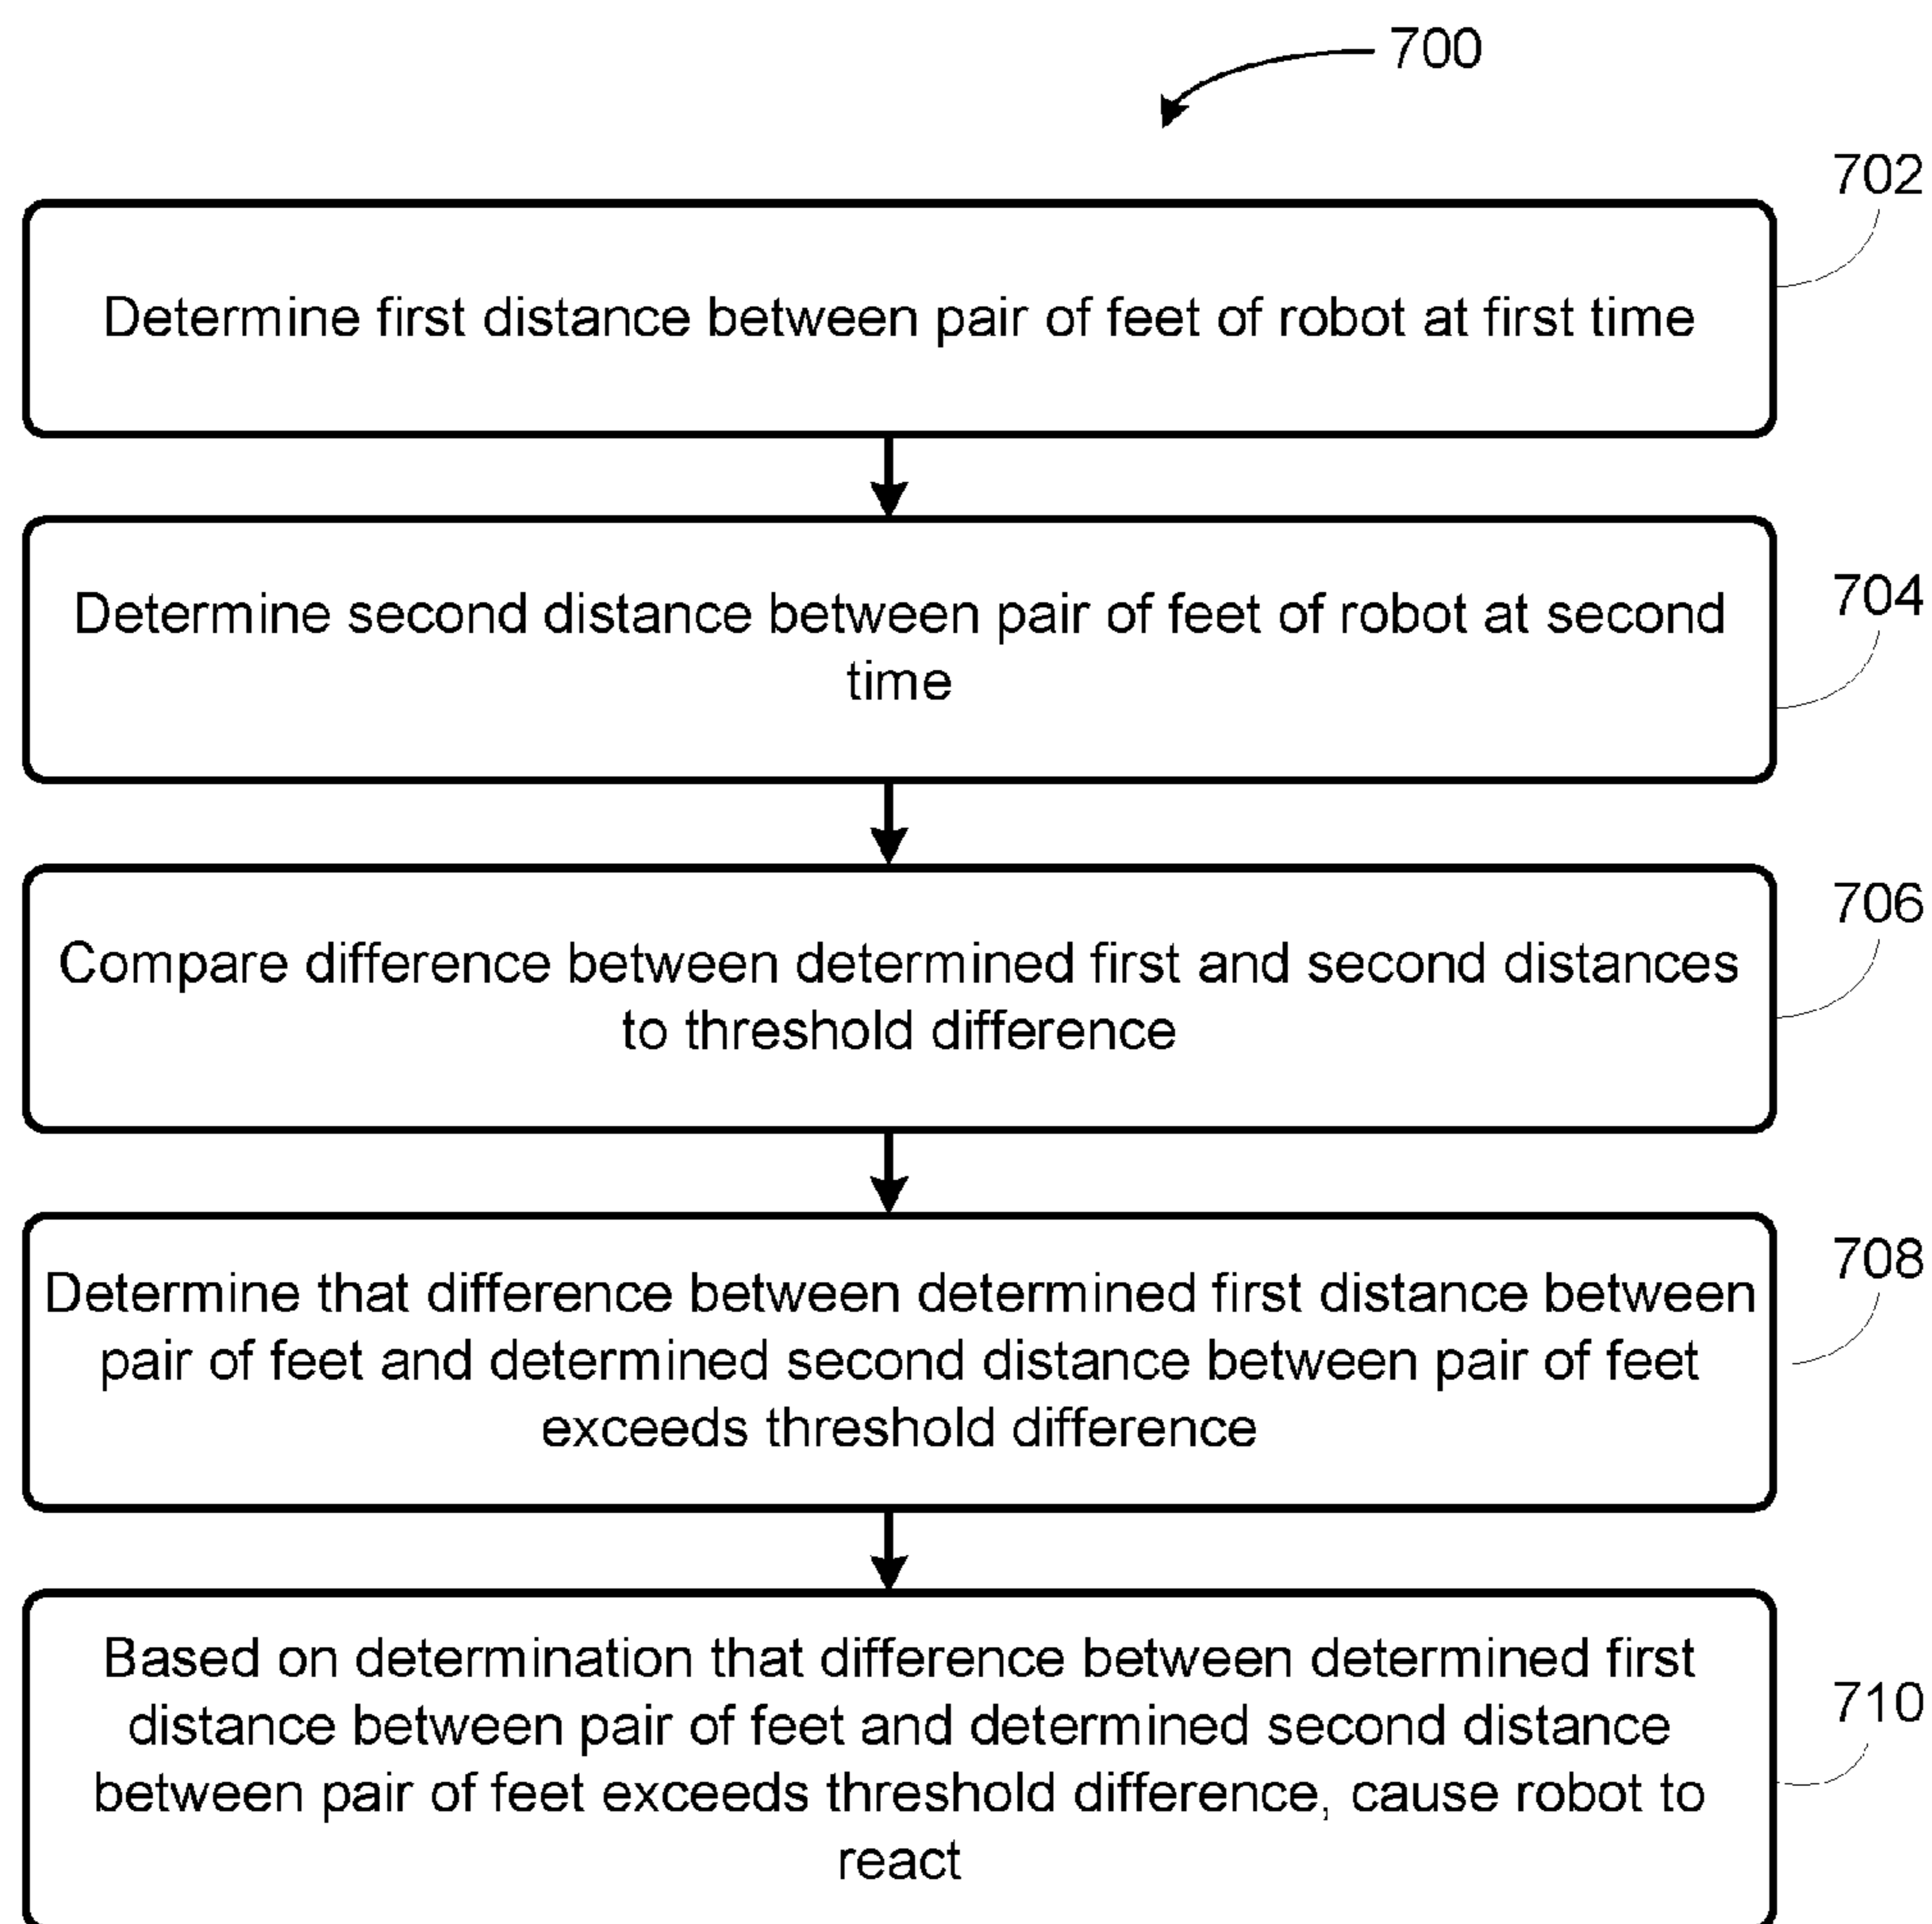 700
702
Determine first distance between pair of feet of robot at first time
704
Determine second distance between pair of feet of robot at second
time
706
Compare difference between determined first and second distances
to threshold difference
708
Determine that difference between determined first distance between
pair of feet and determined second distance between pair of feet
exceeds threshold difference
710
Based on determination that difference between determined first
distance between pair of feet and determined second distance
between pair of feet exceeds threshold difference, cause robot to
react